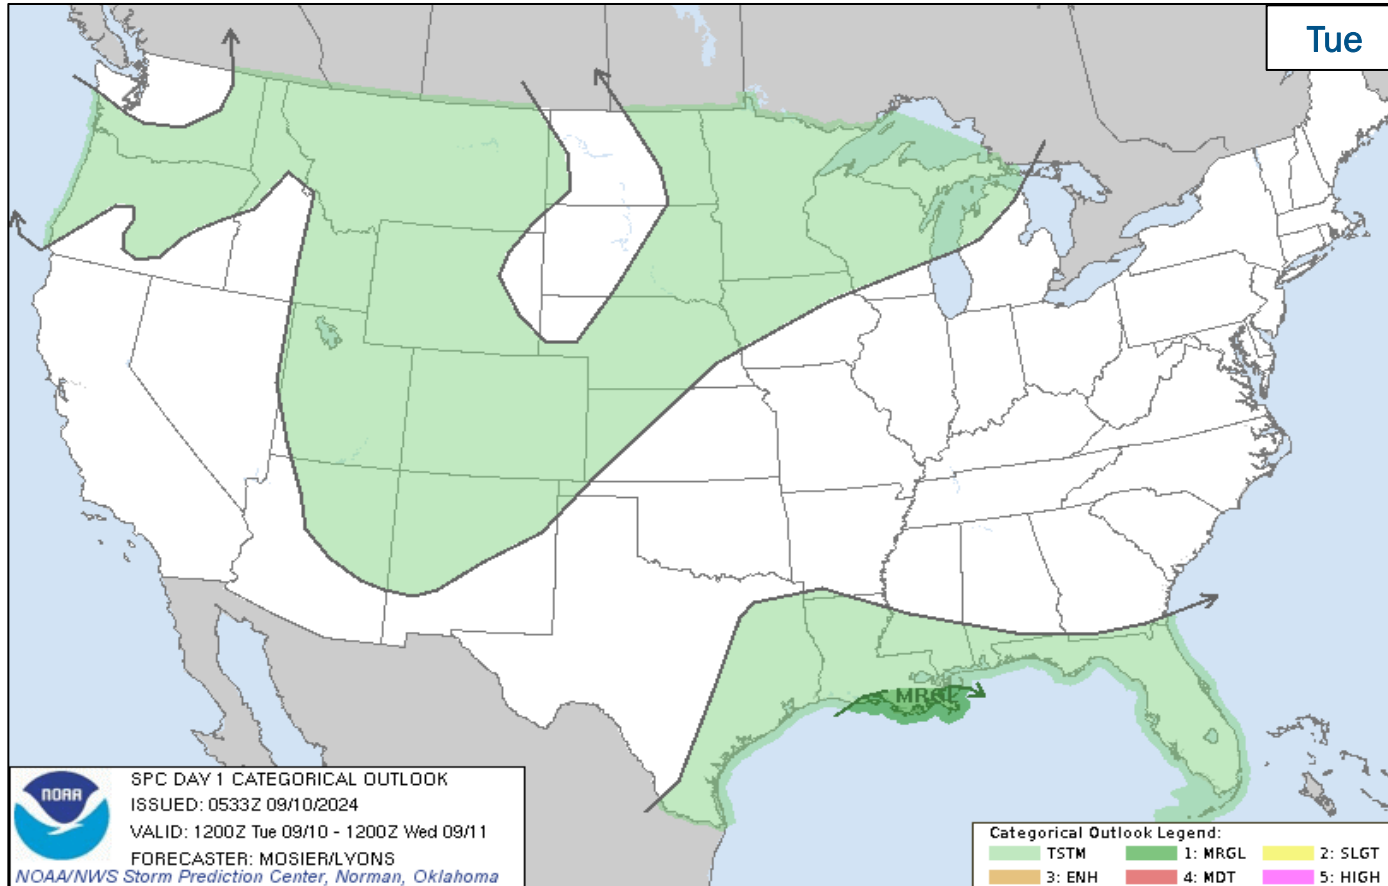 Tue
MRGL
NOAA
SPC DAY 1 CATEGORICAL OUTLOOK
ISSUED: 0533Z 09/10/2024
VALID: 1200Z Tue 09/10 - 1200Z Wed 09/11
FORECASTER: MOSIER/LYONS
NOAA/NWS Storm Prediction Center, Norman, Oklahoma
Categorical Outlook Legend:
TSTM 1: MRGL 2: SLGT
3: ENH 4: MDT 5: HIGH